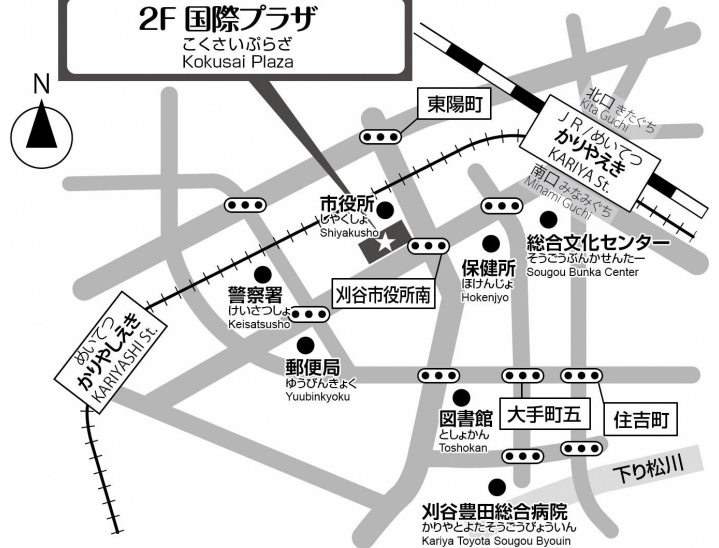 2F 国際プラザ
こくさいぷらざ
Kokusai Plaza
N
東陽町
北口 きたぐち
Kita Guchi
JR/めいてつ
かりやえき
KARIYA St.
南口 みなみぐち
Minami Guchi
市役所
しやくしょ
Shiyakusho
総合文化センター
そうごうぶんかせんたー
Sougou Bunka Center
保健所
ほけんじょ
Hokenjyo
刈谷市役所南
警察署
けいさつしょ
Keisatsusho
めいてつ
かりやしえき
KARIYASHI St.
郵便局
ゆうびんきょく
Yuubinkyoku
図書館
としょかん
Toshokan
大手町五
住吉町
下り松川
刈谷豊田総合病院
かりやとよたそうごうびょういん
Kariya Toyota Sougou Byouin